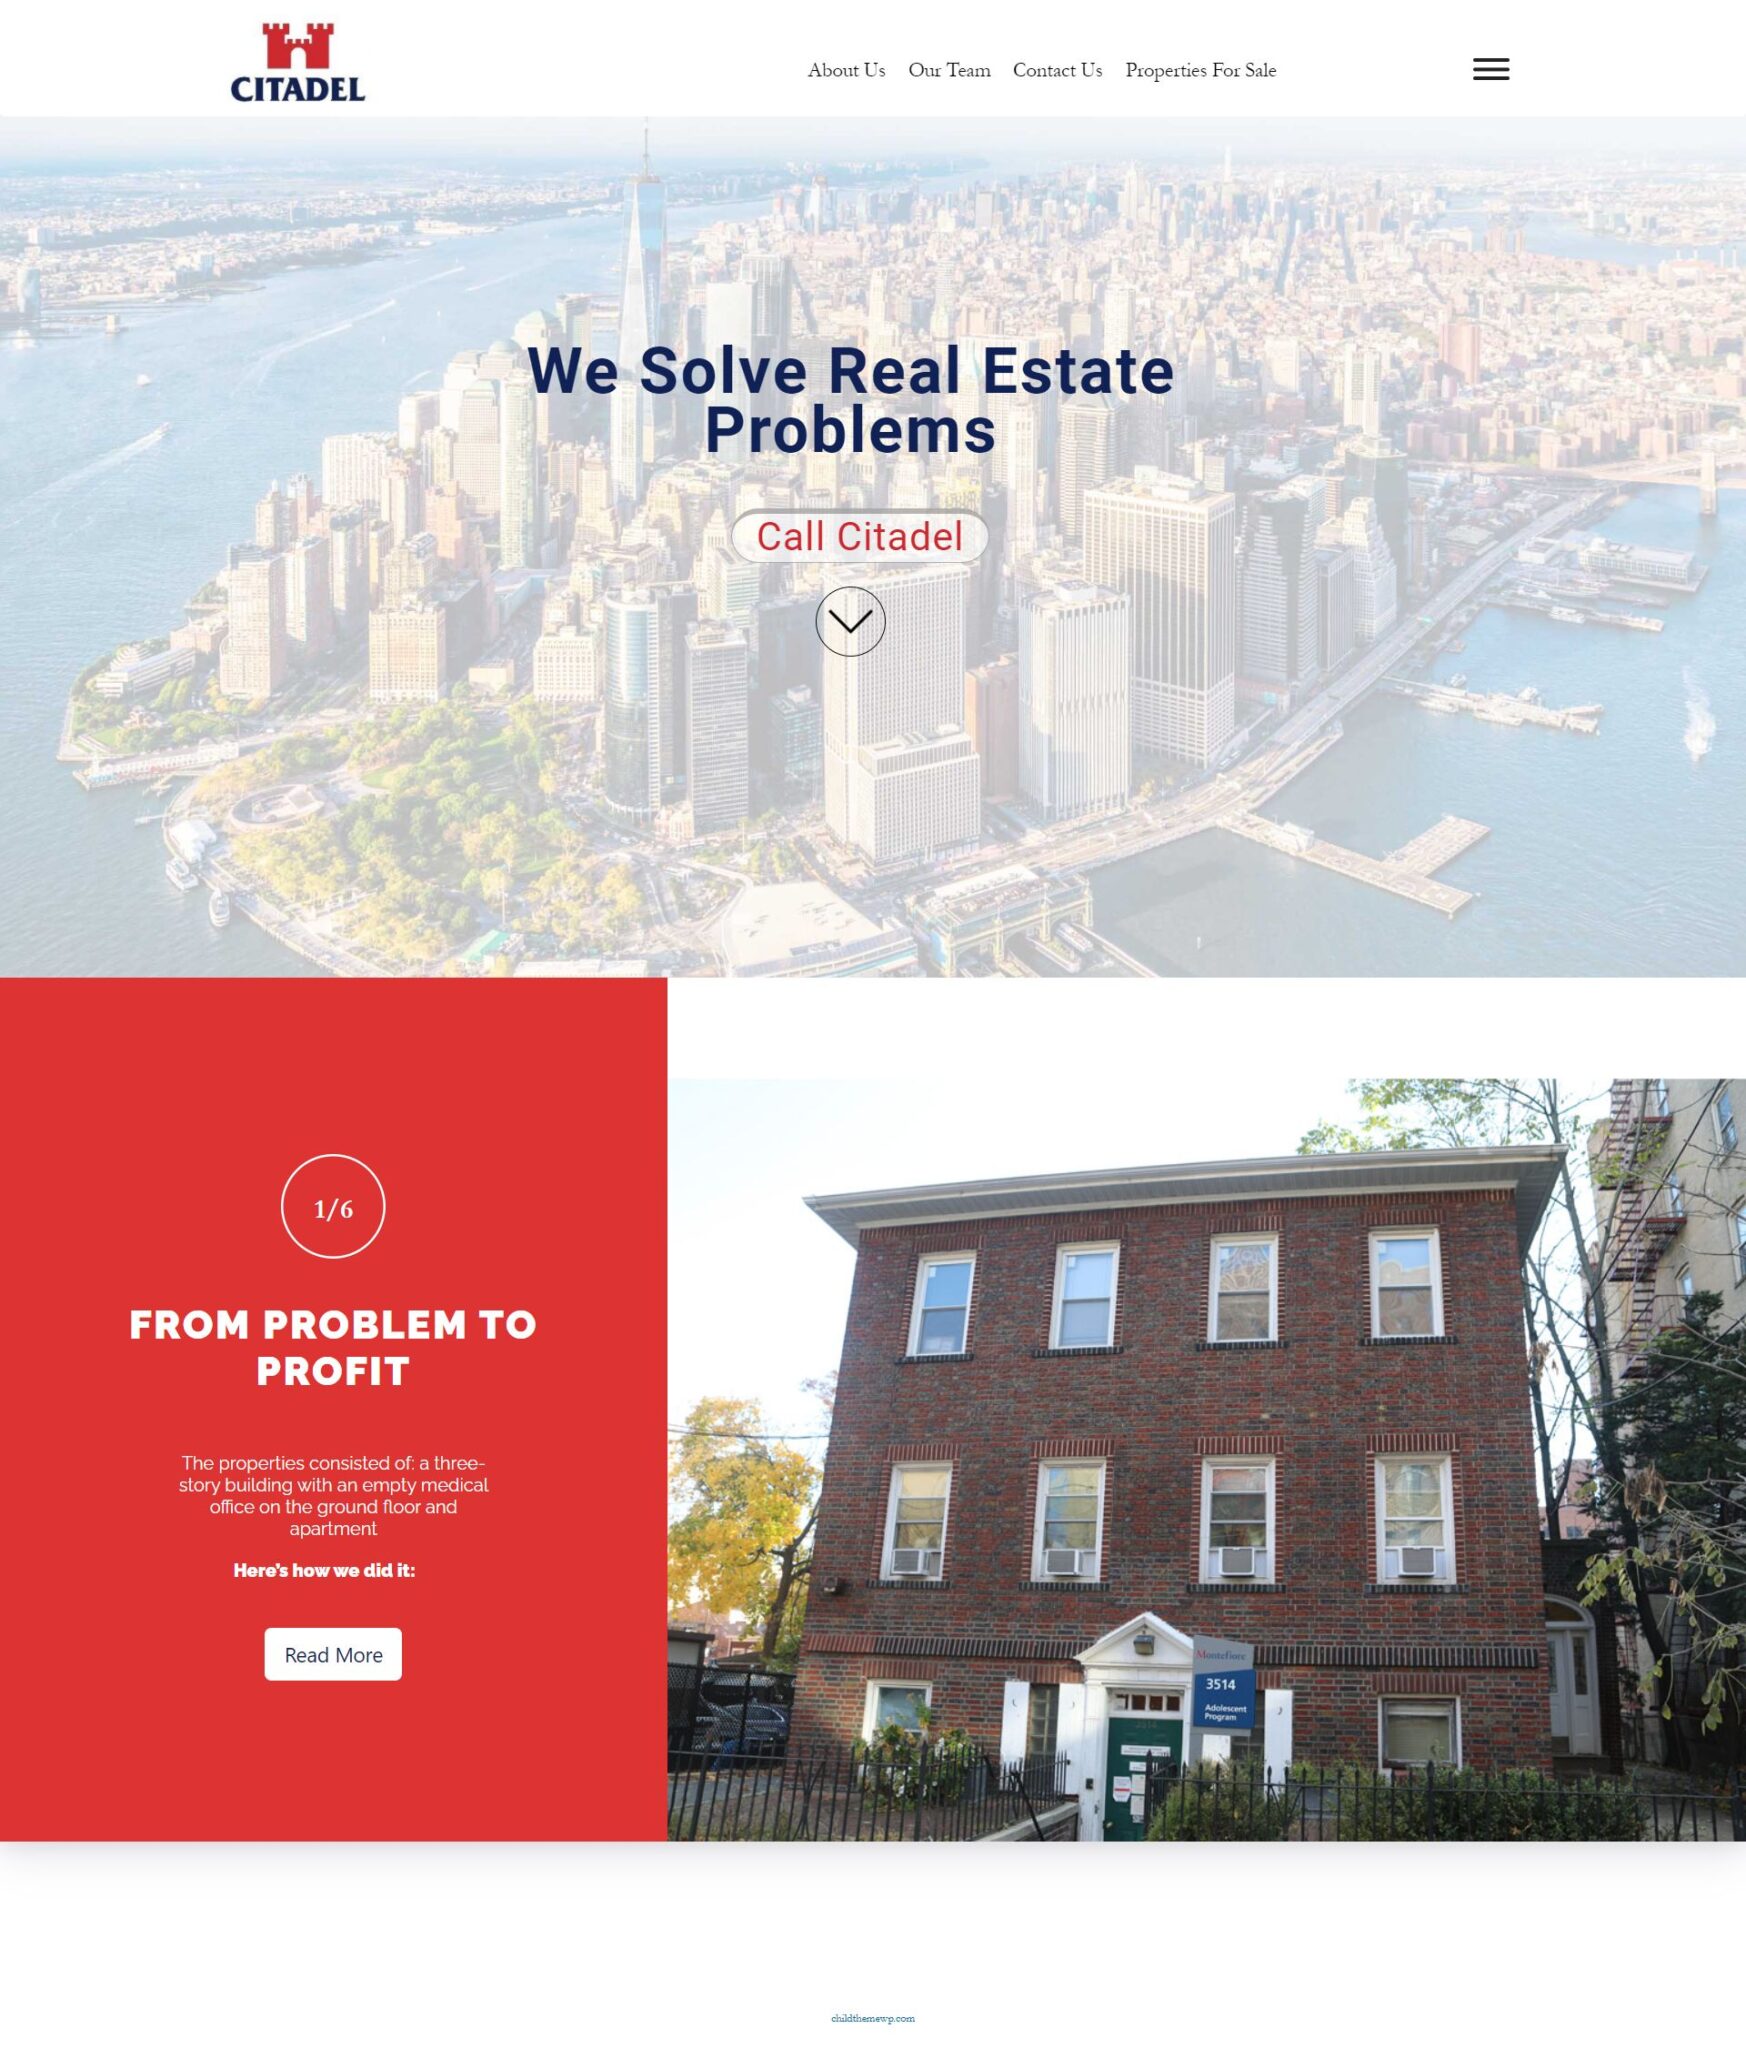 CITADEL
About Us Our Team Contact Us Properties For Sale
We Solve Real Estate
Problems
Call Citadel
1/6
FROM PROBLEM TO
PROFIT
The properties consisted of: a three-
story building with an empty medical
office on the ground floor and
apartment
Here's how we did it:
Read More
Montefiore
3514
Adolescent
Program
3514
childthemewp.com